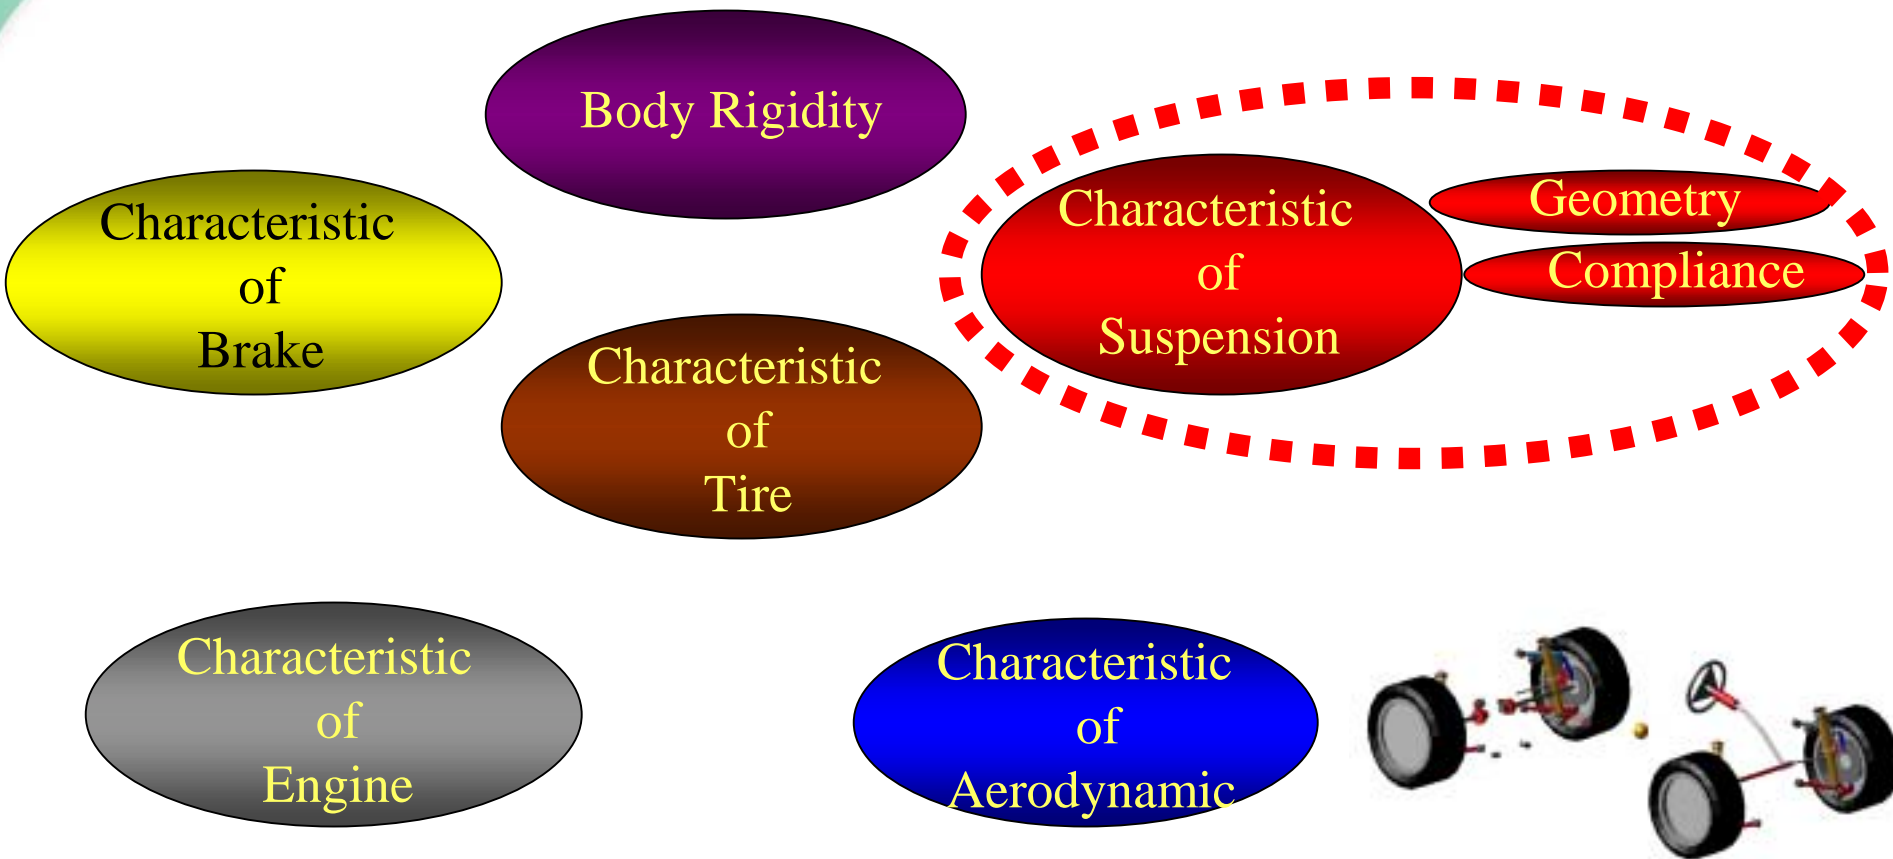 Body Rigidity
Characteristic
of
Brake
Characteristic
of
Suspension
Geometry
Compliance
Characteristic
of
Tire
Characteristic
of
Engine
Characteristic
of
Aerodynamic